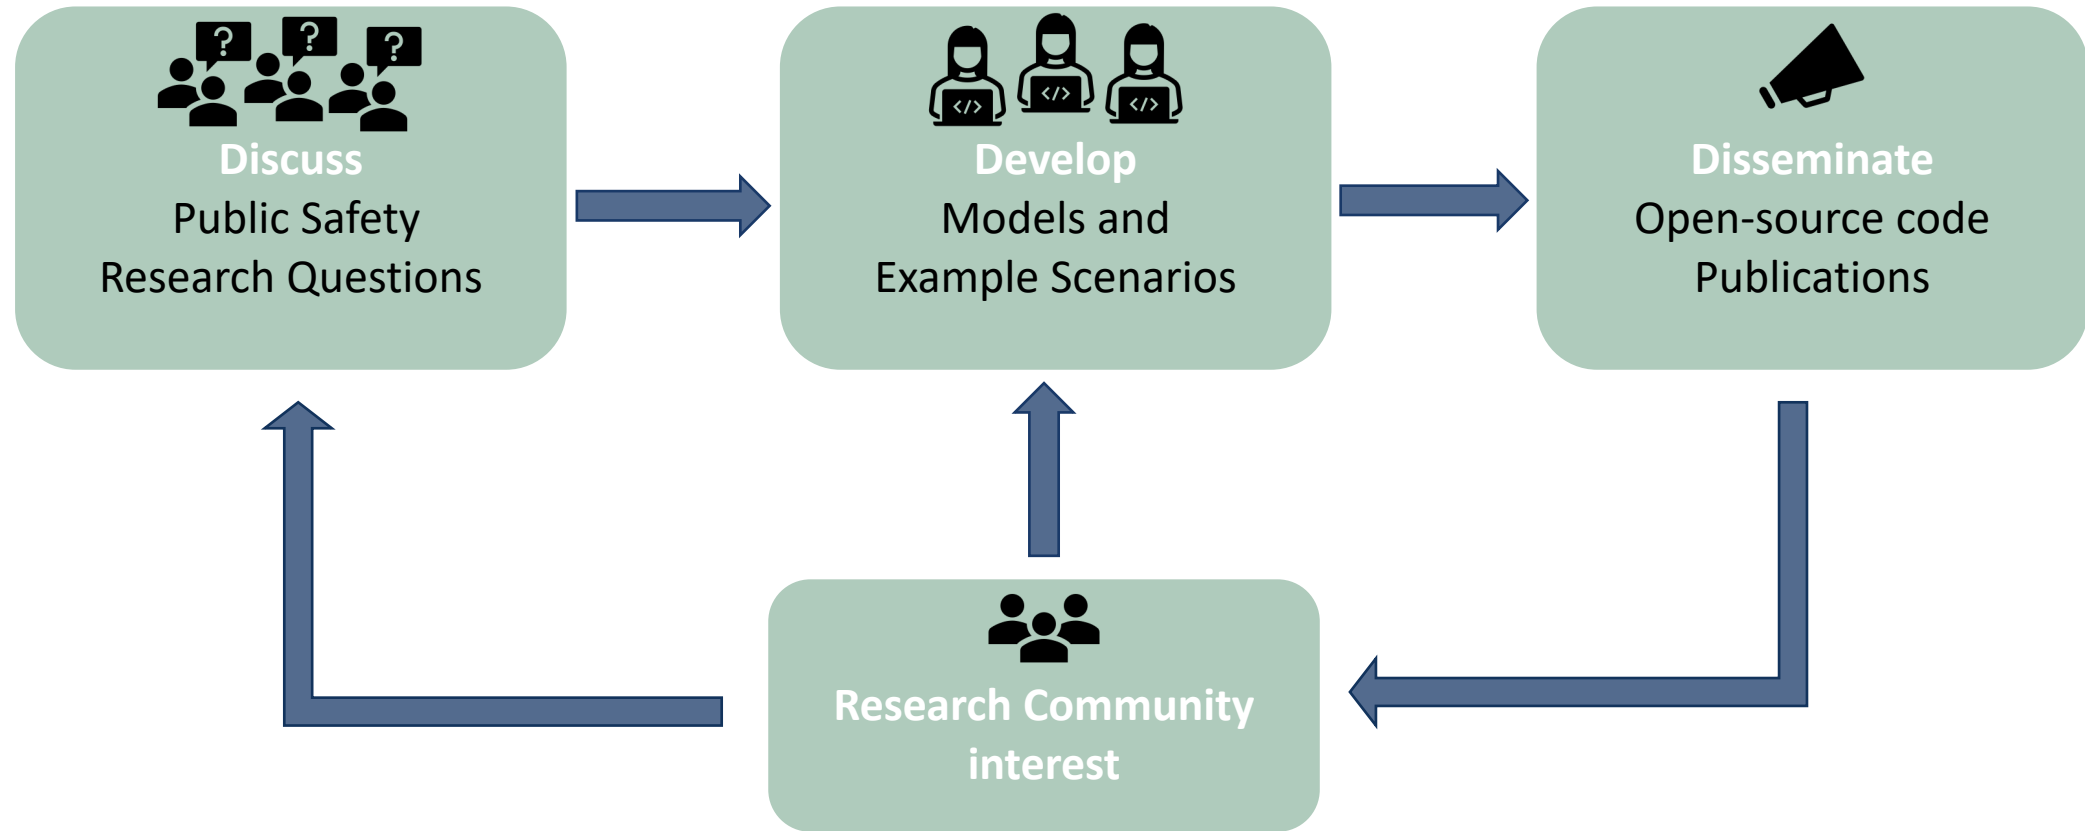 ? ? ?
Discuss
Public Safety
Research Questions
</> </> </>
Develop
Models and
Example Scenarios
Disseminate
Open-source code
Publications
Research Community
interest